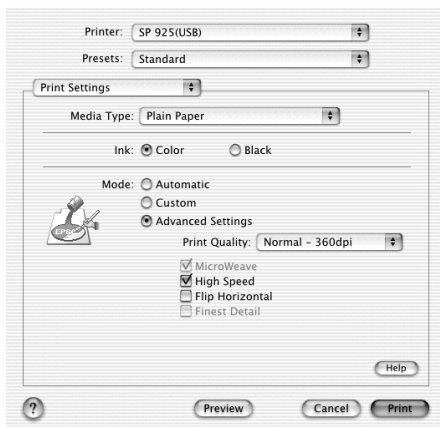 Printer: SP 925(USB)
Presets: Standard
Print Settings
Media Type: Plain Paper
Ink: Color Black
Mode: Automatic
Custom
Advanced Settings
Print Quality: Normal – 360dpi
MicroWeave
High Speed
Flip Horizontal
Finest Detail
Help
? Preview Cancel Print